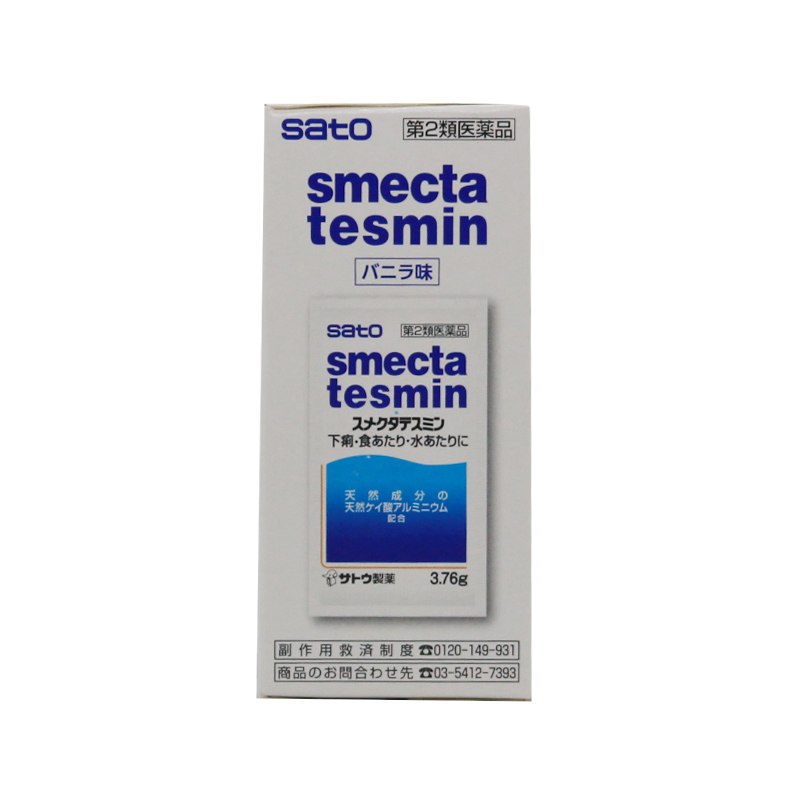 sato 第2類医薬品
smecta
tesmin
バニラ味
sato 第2類医薬品
smecta
tesmin
スメクタテスミン
下痢・食あたり・水あたりに
天然成分の
天然ケイ酸アルミニウム
配合
サトウ製薬 3.76g
副作用救済制度 ☎0120-149-931
商品のお問合わせ先 ☎03-5412-7393